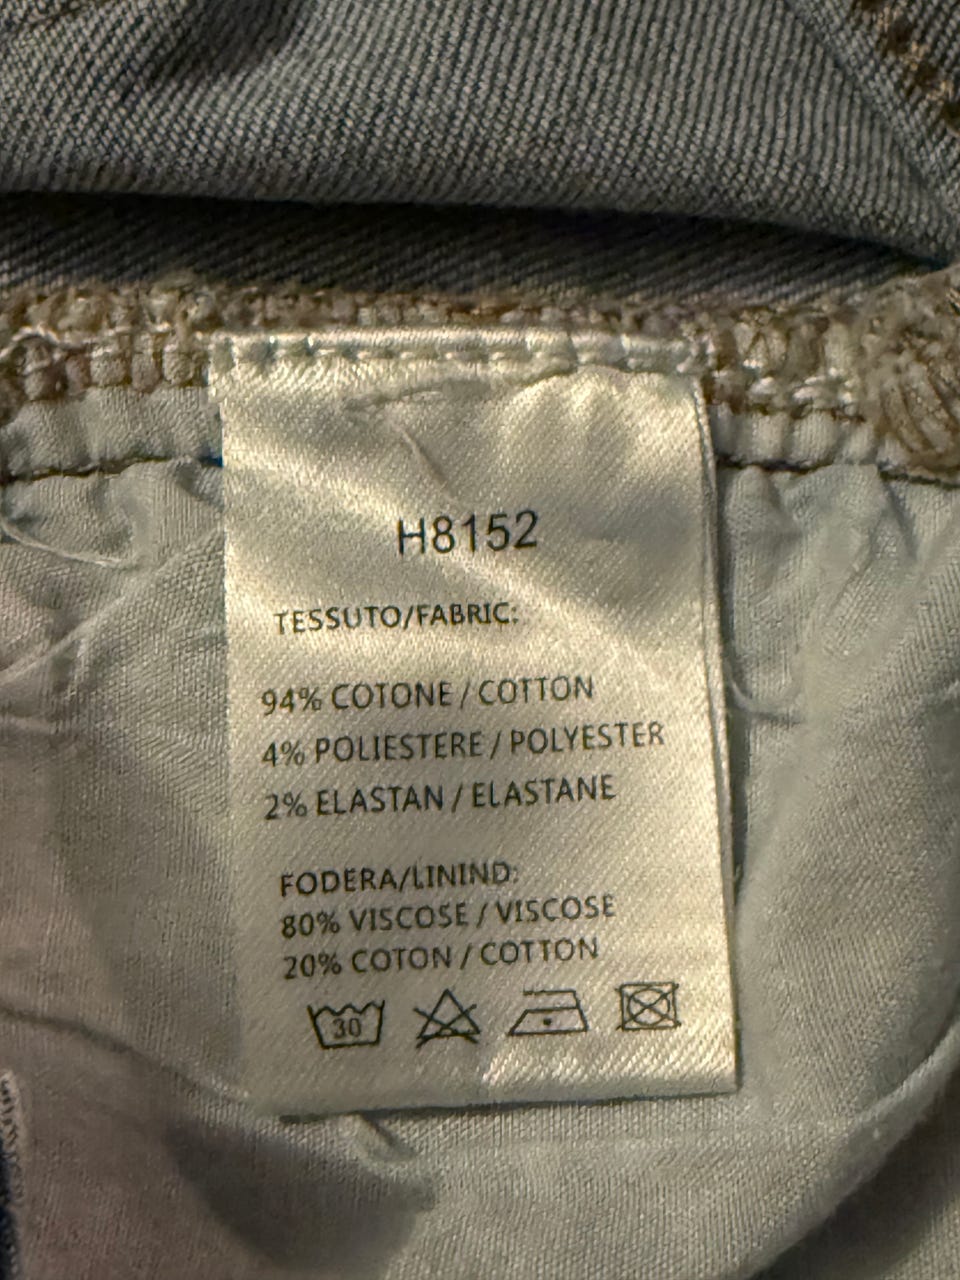 H8152
TESSUTO/FABRIC:
94% COTONE / COTTON
4% POLIESTERE / POLYESTER
2% ELASTAN / ELASTANE
FODERA/LININD:
80% VISCOSE / VISCOSE
20% COTON / COTTON
30